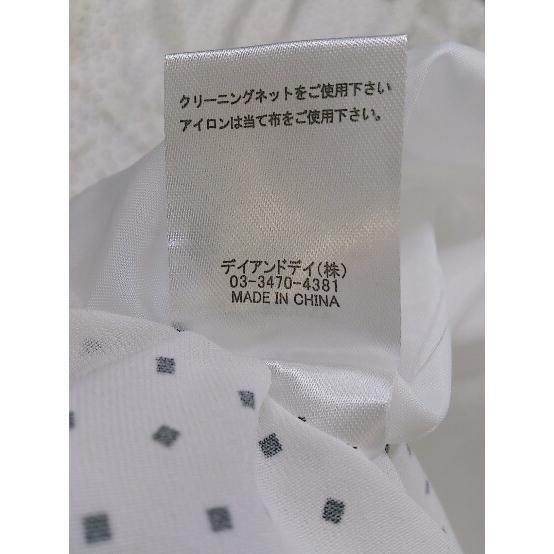 クリーニングネットをご使用下さい
アイロンは当て布をご使用下さい
デイアンドデイ(株)
03-3470-4381
MADE IN CHINA